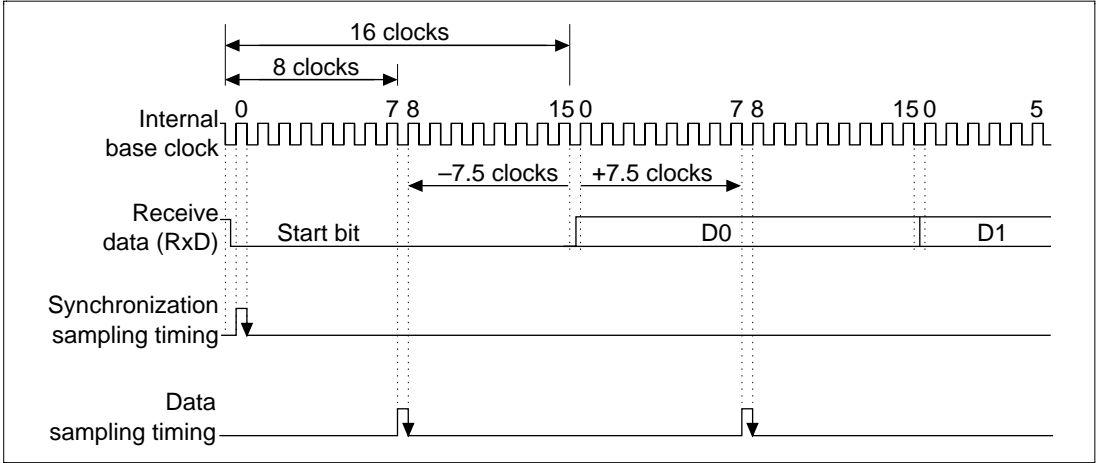 16 clocks
8 clocks
0 7 8 15 0 7 8 15 0 5
Internal
base clock
–7.5 clocks +7.5 clocks
Receive
data (RxD)
Start bit D0 D1
Synchronization
sampling timing
Data
sampling timing